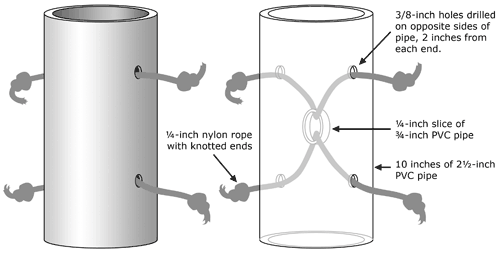 3/8-inch holes drilled
on opposite sides of
pipe, 2 inches from
each end.
¼-inch nylon rope
with knotted ends
¼-inch slice of
¾-inch PVC pipe
10 inches of 2½-inch
PVC pipe